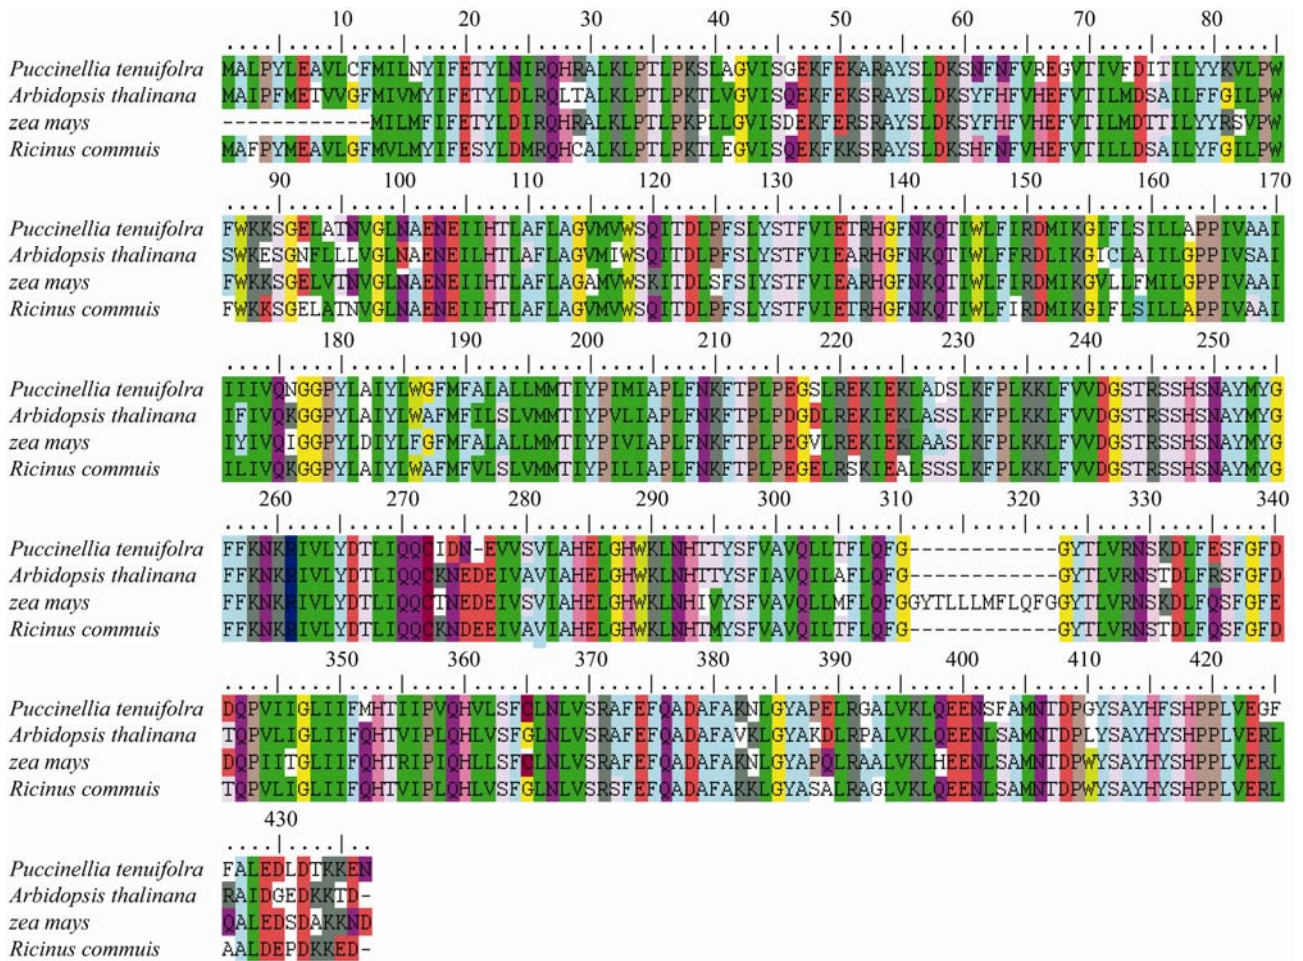 10 20 30 40 50 60 70 80
Puccinellia tenuifolra MALPYLEAVLCFMILNYIFETYLNIRQHRALKLPTLPKSLAGVISGEKFEKARAYSLDKSNFNFVREGVTIVFDITILYYKVLPW
Arbidopsis thalinana MAIPFMETVVGFMIVMYIFETYLDLRQLTALKLPTLPKTLVGVISQEKFEKSRAYSLDKSYFHFVHEFVTILMDSAILFFGILPW
zea mays ------------MILMFIFETYLDIRQHRALKLPTLPKPLLGVISDEKFERSRAYSLDKSYFHFVHEFVTILMDTTILYYRSVPW
Ricinus commuis MAFPYMEAVLGFMVLMYIFESYLDMRQHCALKLPTLPKTLEGVISQEKFKKSRAYSLDKSHFNFVHEFVTILLDSAILYFGILPW
90 100 110 120 130 140 150 160 170
Puccinellia tenuifolra FWKKSGELATNVGLNAENEIIHTLAFLAGVMVWSQITDLPFSLYSTFVIETRHGFNKQTIWLFIRDMIKGIFLSILLAPPIVAAI
Arbidopsis thalinana SWKESGNFLLLVGLNAENEILHTLAFLAGVMIWSQITDLPFSLYSTFVIEARHGFNKQTIWLFFRDLIKGICLAIILGPPIVSAI
zea mays FWKKSGELVTNVGLNAENEIIHTLAFLAGAMVWSKITDLSFSIYSTFVIEARHGFNKQTIWLFIRDMIKGVLLFMILGPPIVAAI
Ricinus commuis FWKKSGELATNVGLNAENEIIHTLAFLAGVMVWSQITDLPFSLYSTFVIETRHGFNKQTIWLFIRDMIKGIFLSILLAPPIVAAI
180 190 200 210 220 230 240 250
Puccinellia tenuifolra IIIVQNGGPYLAIYLWGFMFALALLMMTIYPIMIAPLFNKFTPLPEGSLREKIEKLADSLKFPLKKLFVVDGSTRSSHSNAYMYG
Arbidopsis thalinana IFIVQKGGPYLAIYLWAFMFILSLVMMTIYPVLIAPLFNKFTPLPDGDLREKIEKLASSLKFPLKKLFVVDGSTRSSHSNAYMYG
zea mays IYIVQIGGPYLDIYLFGFMFALALLMMTIYPIVIAPLFNKFTPLPEGVLREKIEKLAASLKFPLKKLFVVDGSTRSSHSNAYMYG
Ricinus commuis ILIVQKGGPYLAIYLWAFMFVLSLVMMTIYPILIAPLFNKFTPLPEGELRSKIEALSSSLKFPLKKLFVVDGSTRSSHSNAYMYG
260 270 280 290 300 310 320 330 340
Puccinellia tenuifolra FFKNKRIVLYDTLIQQCIDN-EVVSVLAHELGHWKLNHTTYSFVAVQLLTFLQFG------------GYTLVRNSKDLFESFGFD
Arbidopsis thalinana FFKNKRIVLYDTLIQQCKNEDEIVAVIAHELGHWKLNHTTYSFIAVQILAFLQFG------------GYTLVRNSTDLFRSFGFD
zea mays FFKNKRIVLYDTLIQQCTNEDEIVSVIAHELGHWKLNHIVYSFVAVQLLMFLQFGGYTLLLMFLQFGGYTLVRNSKDLFQSFGFE
Ricinus commuis FFKNKRIVLYDTLIQQCKNDEEIVAVIAHELGHWKLNHTMYSFVAVQILTFLQFG------------GYTLVRNSTDLFQSFGFD
350 360 370 380 390 400 410 420
Puccinellia tenuifolra DQPVIIGLIIFMHTIIPVQHVLSFCLNLVSRAFEFQADAFAKNLGYAPELRGALVKLQEENSFAMNTDPGYSAYHFSHPPLVEGF
Arbidopsis thalinana TQPVLIGLIIFQHTVIPLQHLVSFGLNLVSRAFEFQADAFAVKLGYAKDLRPALVKLQEENLSAMNTDPLYSAYHYSHPPLVERL
zea mays DQPIITGLIIFQHTRIPIQHLLSFCLNLVSRAFEFQADAFAKNLGYAPQLRAALVKLHEENLSAMNTDPWYSAYHYSHPPLVERL
Ricinus commuis TQPVLIGLIIFQHTVIPLQHLVSFGLNLVSRSFEFQADAFAKKLGYASALRAGLVKLQEENLSAMNTDPWYSAYHYSHPPLVERL
430
Puccinellia tenuifolra FALEDLDTKKEN
Arbidopsis thalinana RAIDGEDKKTD-
zea mays QALEDSDAKKND
Ricinus commuis AALDEPDKKED-